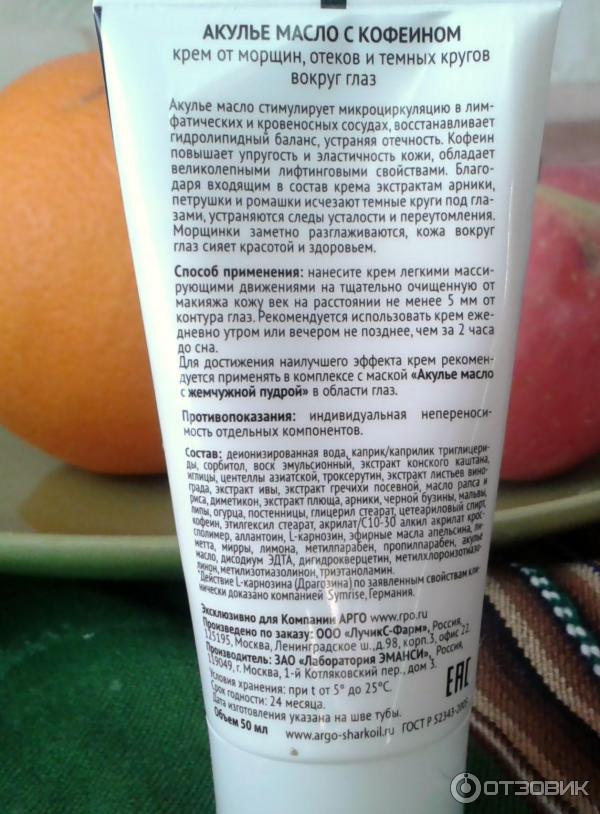 АКУЛЬЕ МАСЛО С КОФЕИНОМ
крем от морщин, отеков и темных кругов
вокруг глаз
Акулье масло стимулирует микроциркуляцию в лим-
фатических и кровеносных сосудах, восстанавливает
гидролипидный баланс, устраняя отечность. Кофеин
повышает упругость и эластичность кожи, обладает
великолепными лифтинговыми свойствами. Благо-
даря входящим в состав крема экстрактам арники,
петрушки и ромашки исчезают темные круги под гла-
зами, устраняются следы усталости и переутомления.
Морщинки заметно разглаживаются, кожа вокруг
глаз сияет красотой и здоровьем.
Способ применения: нанесите крем легкими масси-
рующими движениями на тщательно очищенную от
макияжа кожу век на расстоянии не менее 5 мм от
контура глаз. Рекомендуется использовать крем еже-
дневно утром или вечером не позднее, чем за 2 часа
до сна.
Для достижения наилучшего эффекта крем рекомен-
дуется применять в комплексе с маской «Акулье масло
с жемчужной пудрой» в области глаз.
Противопоказания: индивидуальная непереноси-
мость отдельных компонентов.
Состав: деионизированная вода, каприк/каприлик триглицери-
ды, сорбитол, воск эмульсионный, экстракт конского каштана,
иглицы, центеллы азиатской, троксерутин, экстракт листьев вино-
града, экстракт ивы, экстракт гречихи посевной, масло рапса и
риса, диметикон, экстракт плюща, арники, черной бузины, мальвы,
липы, огурца, постенницы, глицерил стеарат, цетеариловый спирт,
кофеин, этилгексил стеарат, акрилат/С10-30 алкил акрилат крос-
сполимер, аллантоин, L-карнозин, эфирные масла апельсина, ли-
метта, мирры, лимона, метилпарабен, пропилпарабен, акулье
масло, дисодиум ЭДТА, дигидрокверцетин, метилхлороизотиазо-
линон, метилизотиазолинон, триэтаноламин.
Действие L-карнозина (Драгозина) по заявленным свойствам кли-
нически доказано компанией Symrise, Германия.
Эксклюзивно для Компании АРГО www.rpo.ru
Произведено по заказу: ООО «ЛучикС-Фарм», Россия,
125195, Москва, Ленинградское ш., д.98, корп.3, офис 22.
Производитель: ЗАО «Лаборатория ЭМАНСИ», Россия,
119049, г. Москва, 1-й Котляковский пер., дом 3.
Условия хранения: при t от 5° до 25°С.
Срок годности: 24 месяца.
Дата изготовления указана на шве тубы.
Объем 50 мл
www.argo-sharkoil.ru ГОСТ Р 52343-2005
ЕАС
ОТЗОВИК